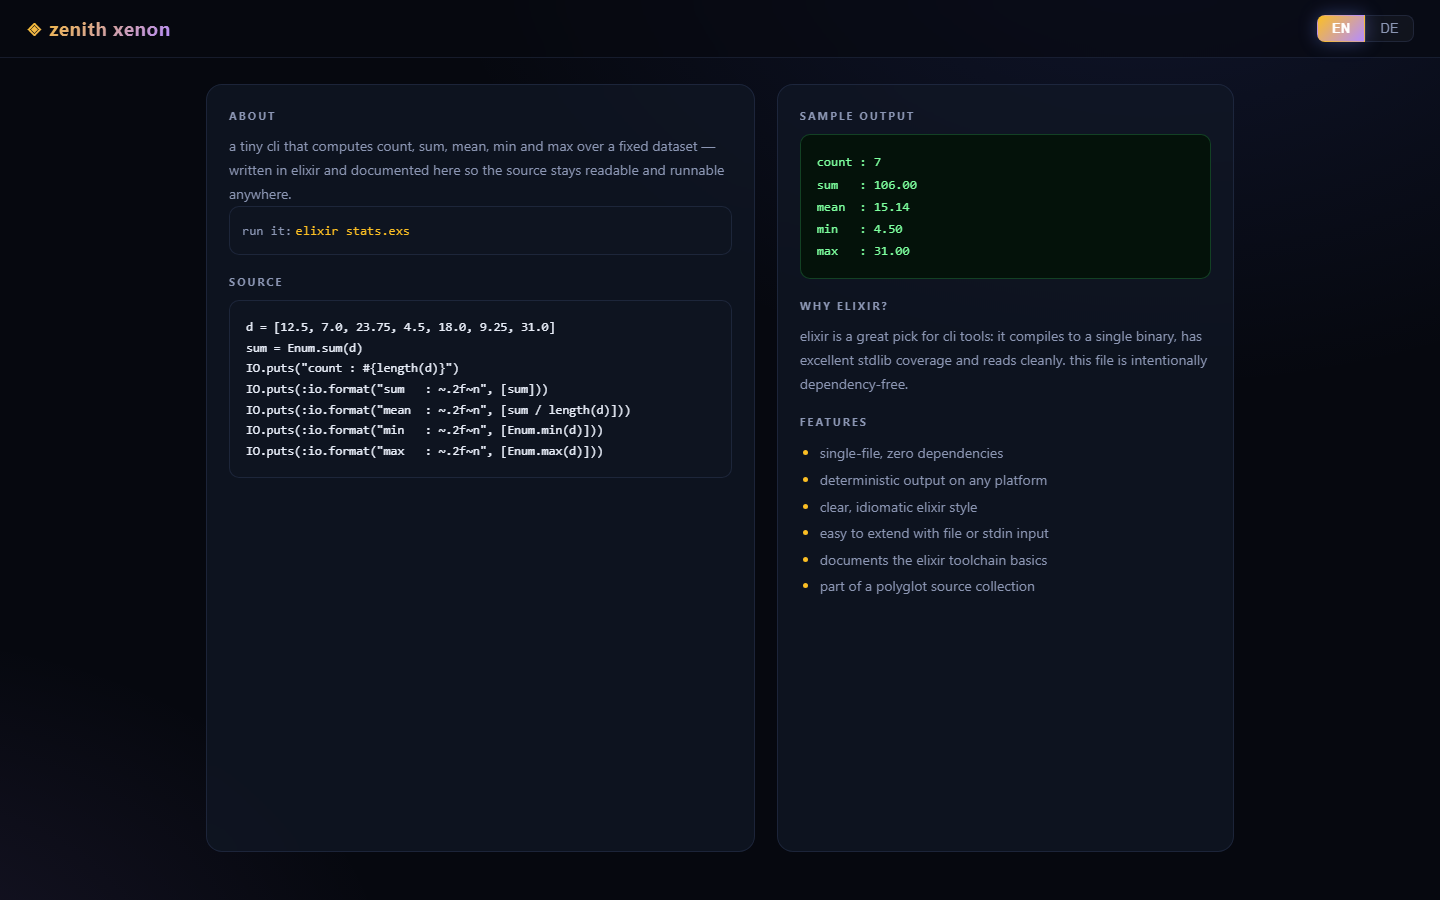 ◈ zenith xenon
EN DE
ABOUT
a tiny cli that computes count, sum, mean, min and max over a fixed dataset —
written in elixir and documented here so the source stays readable and runnable
anywhere.
run it: elixir stats.exs
SOURCE
d = [12.5, 7.0, 23.75, 4.5, 18.0, 9.25, 31.0]
sum = Enum.sum(d)
IO.puts("count : #{length(d)}")
IO.puts(:io.format("sum   : ~.2f~n", [sum]))
IO.puts(:io.format("mean  : ~.2f~n", [sum / length(d)]))
IO.puts(:io.format("min   : ~.2f~n", [Enum.min(d)]))
IO.puts(:io.format("max   : ~.2f~n", [Enum.max(d)]))
SAMPLE OUTPUT
count : 7
sum   : 106.00
mean  : 15.14
min   : 4.50
max   : 31.00
WHY ELIXIR?
elixir is a great pick for cli tools: it compiles to a single binary, has
excellent stdlib coverage and reads cleanly. this file is intentionally
dependency-free.
FEATURES
single-file, zero dependencies
deterministic output on any platform
clear, idiomatic elixir style
easy to extend with file or stdin input
documents the elixir toolchain basics
part of a polyglot source collection